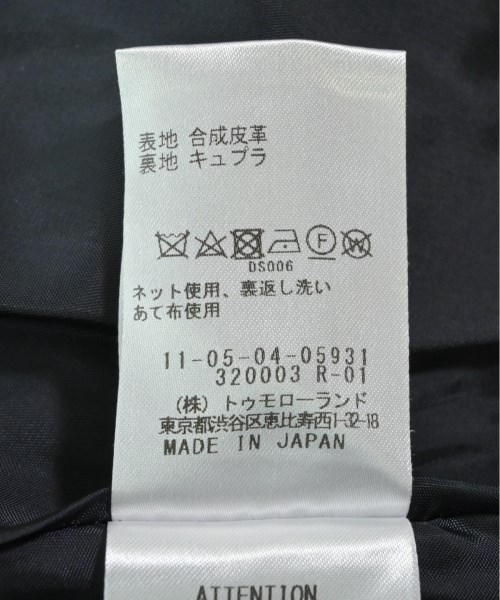 表地 合成皮革
裏地 キュプラ
F W
DS006
ネット使用、裏返し洗い
あて布使用
11-05-04-05931
320003 R-01
(株)トゥモローランド
東京都渋谷区恵比寿西1-32-18
MADE IN JAPAN
ATTENTION